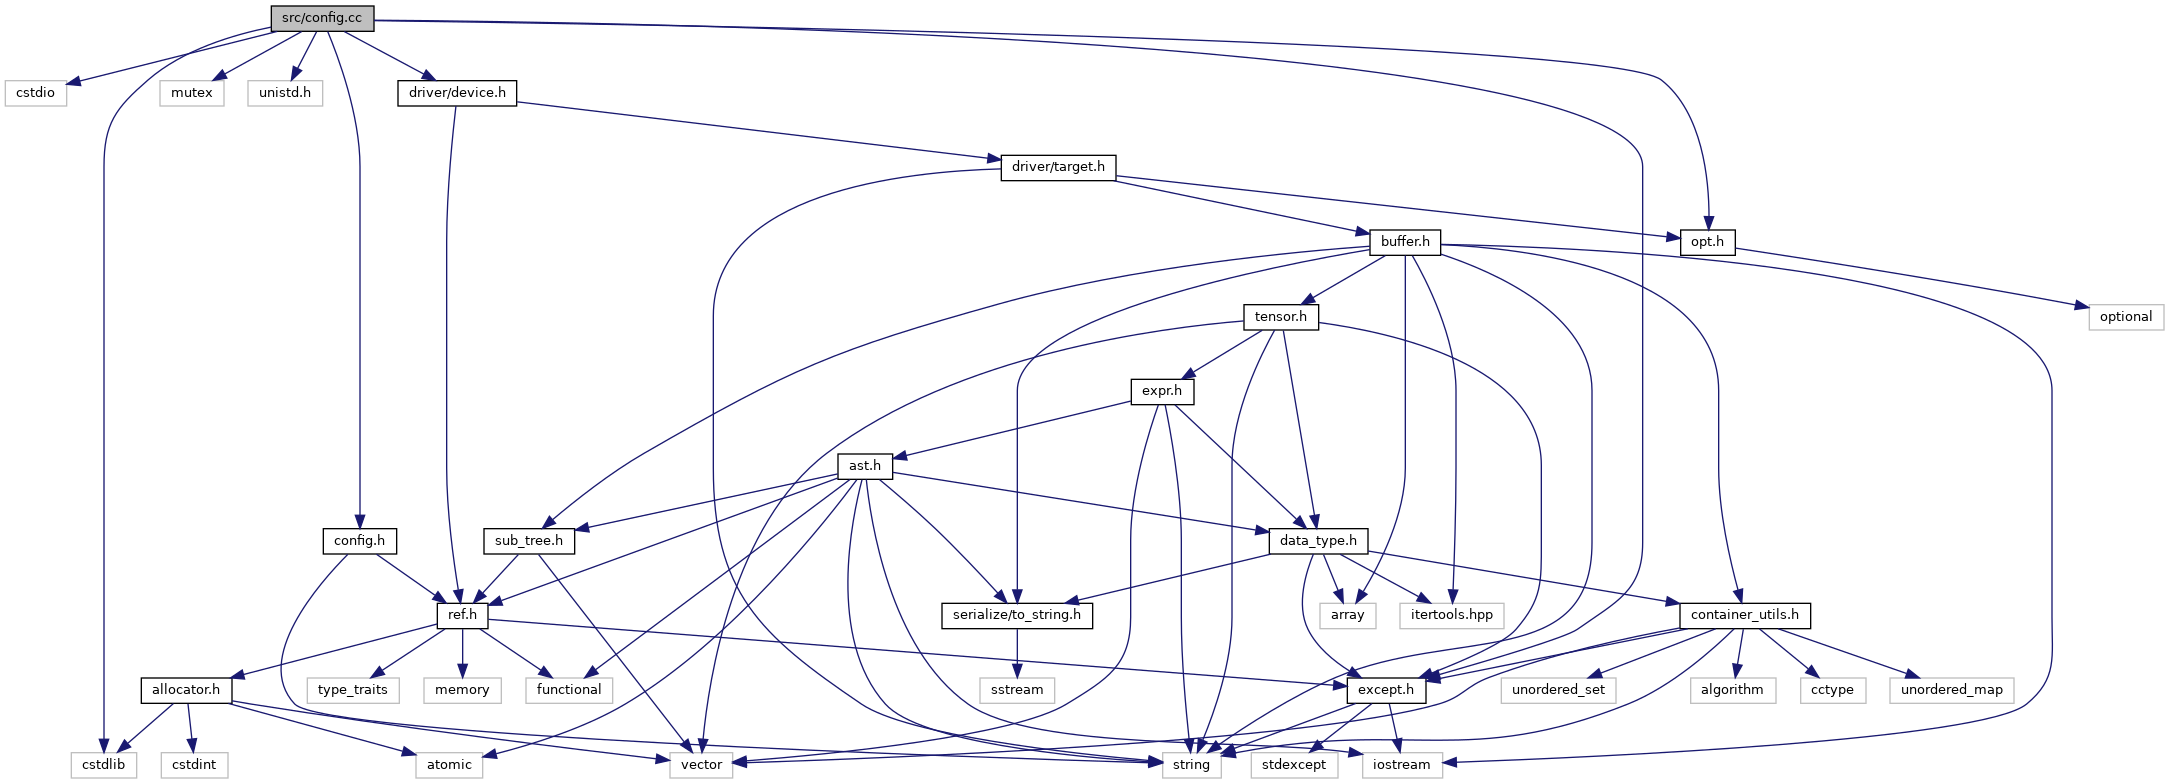 src/config.cc
cstdio
mutex
unistd.h
driver/device.h
driver/target.h
buffer.h
opt.h
tensor.h
optional
expr.h
ast.h
config.h
sub_tree.h
data_type.h
ref.h
serialize/to_string.h
array
itertools.hpp
container_utils.h
allocator.h
type_traits
memory
functional
sstream
except.h
unordered_set
algorithm
cctype
unordered_map
cstdlib
cstdint
atomic
vector
string
stdexcept
iostream